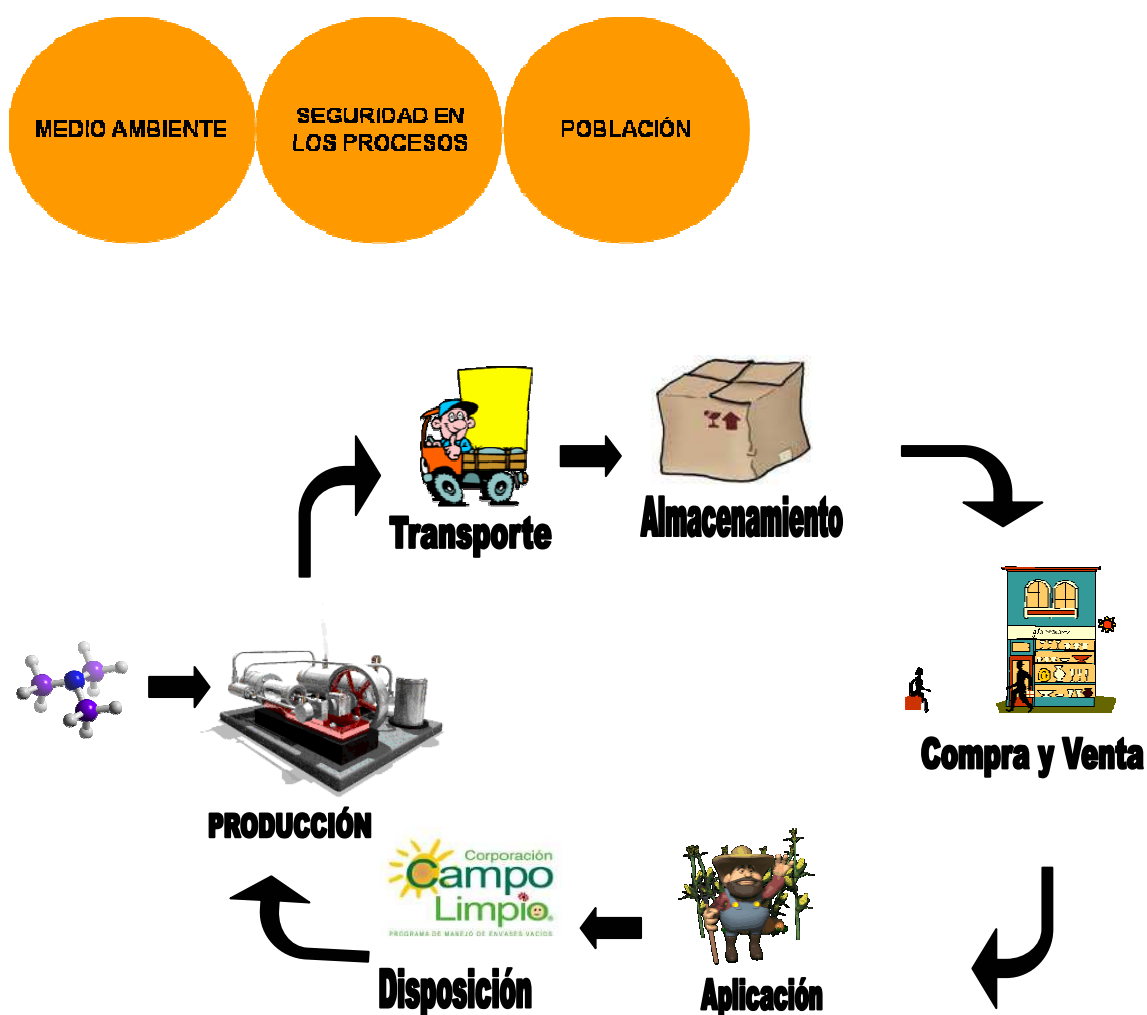 MEDIO AMBIENTE
SEGURIDAD EN
LOS PROCESOS
POBLACIÓN
Transporte
Almacenamiento
Compra y Venta
PRODUCCIÓN
Corporación
Campo
Limpio®
PROGRAMA DE MANEJO DE ENVASES VACÍOS
Disposición
Aplicación